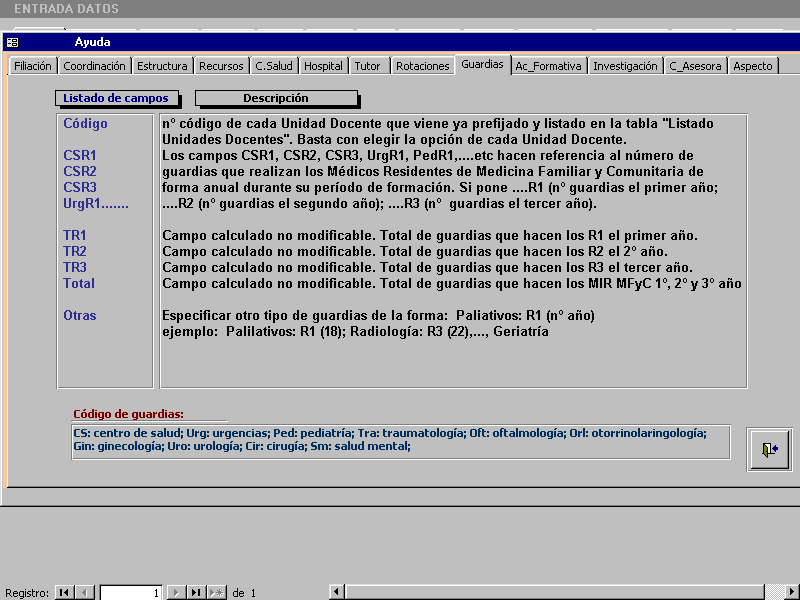 ENTRADA DATOS
Ayuda
Filiación Coordinación Estructura Recursos C.Salud Hospital Tutor Rotaciones Guardias Ac_Formativa Investigación C_Asesora Aspecto
Listado de campos Descripción
Código nº código de cada Unidad Docente que viene ya prefijado y listado en la tabla "Listado
Unidades Docentes". Basta con elegir la opción de cada Unidad Docente.
CSR1 Los campos CSR1, CSR2, CSR3, UrgR1, PedR1,....etc hacen referencia al número de
CSR2 guardias que realizan los Médicos Residentes de Medicina Familiar y Comunitaria de
CSR3 forma anual durante su período de formación. Si pone ....R1 (nº guardias el primer año;
UrgR1....... ....R2 (nº guardias el segundo año); ....R3 (nº guardias el tercer año).
TR1 Campo calculado no modificable. Total de guardias que hacen los R1 el primer año.
TR2 Campo calculado no modificable. Total de guardias que hacen los R2 el 2º año.
TR3 Campo calculado no modificable. Total de guardias que hacen los R3 el tercer año.
Total Campo calculado no modificable. Total de guardias que hacen los MIR MFyC 1º, 2º y 3º año
Otras Especificar otro tipo de guardias de la forma: Paliativos: R1 (nº año)
ejemplo: Palilativos: R1 (18); Radiología: R3 (22),..., Geriatría
Código de guardias:
CS: centro de salud; Urg: urgencias; Ped: pediatría; Tra: traumatología; Oft: oftalmología; Orl: otorrinolaringología;
Gin: ginecología; Uro: urología; Cir: cirugía; Sm: salud mental;
Registro: 1 de 1